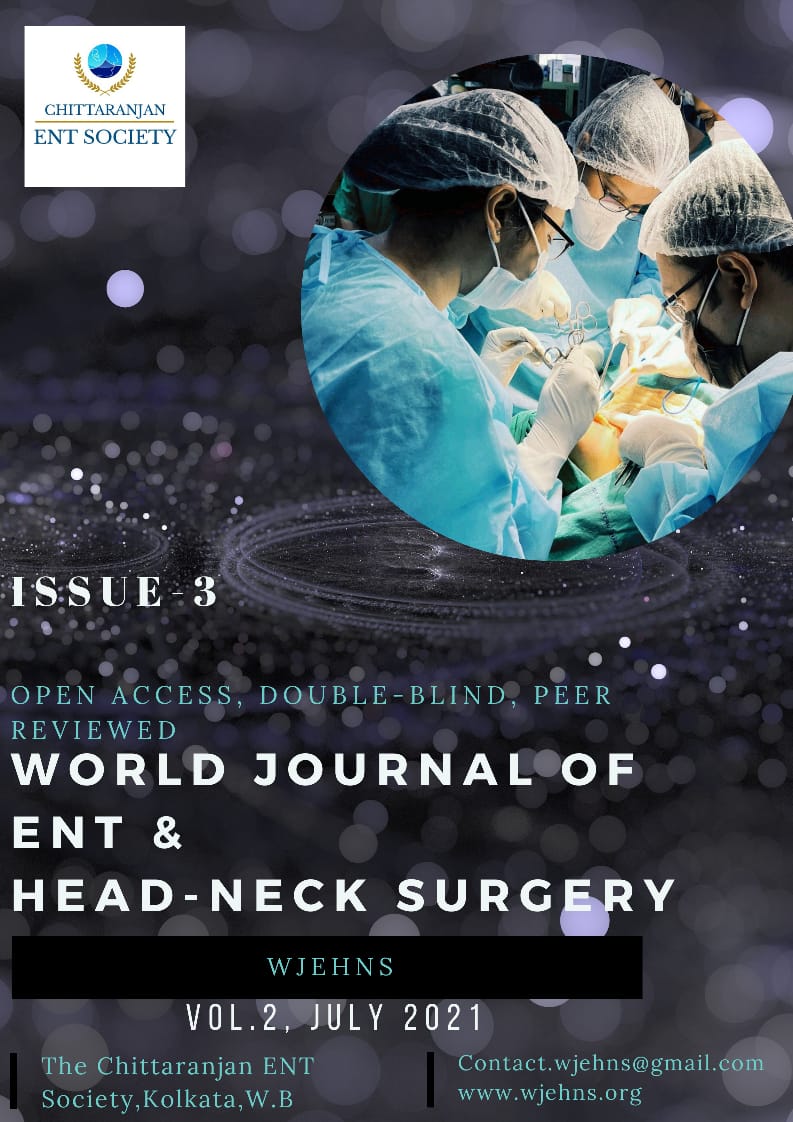 CHITTARANJAN
ENT SOCIETY
ISSUE-3
OPEN ACCESS, DOUBLE-BLIND, PEER
REVIEWED
WORLD JOURNAL OF
ENT &
HEAD-NECK SURGERY
WJEHNS
VOL.2, JULY 2021
The Chittaranjan ENT
Society,Kolkata,W.B
Contact.wjehns@gmail.com
www.wjehns.org